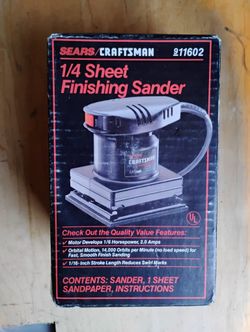 SEARS/CRAFTSMAN 911602
1/4 Sheet
Finishing Sander
CRAFTSMAN
Check Out the Quality Value Features:
✓ Motor Develops 1/6 Horsepower, 2.0 Amps
✓ Orbital Motion, 14,000 Orbits per Minute (no load speed) for
Fast, Smooth Finish Sanding
✓ 1/16-Inch Stroke Length Reduces Swirl Marks
UL
CONTENTS: SANDER, 1 SHEET
SANDPAPER, INSTRUCTIONS